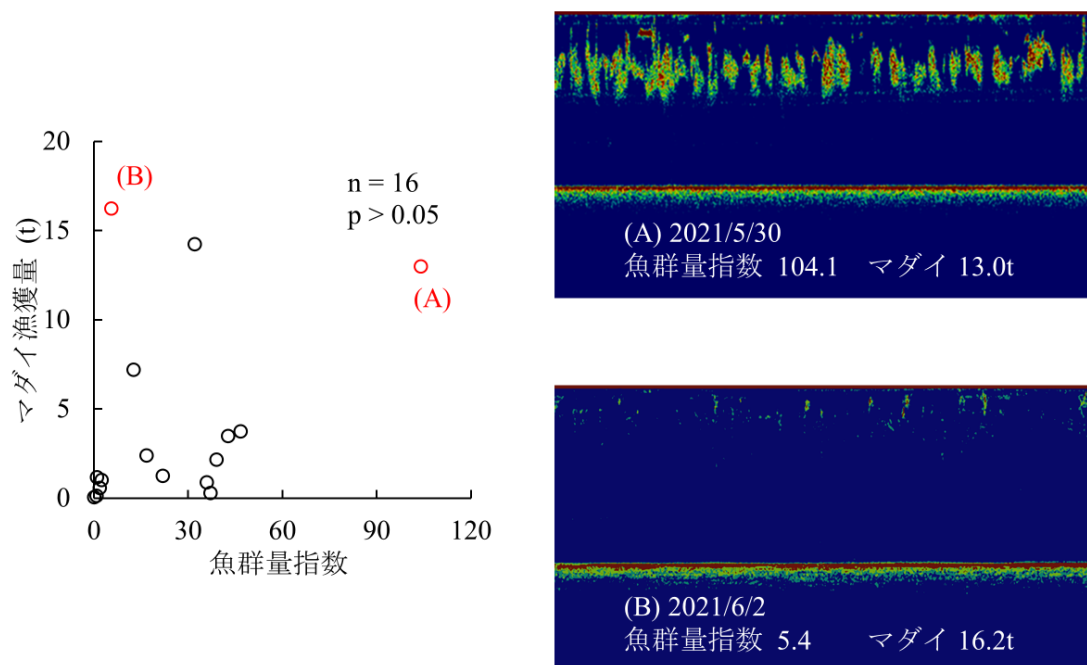 20
15
10
5
0
マダイ漁獲量 (t)
(B)
n = 16
p > 0.05
(A)
0
30
60
90
120
魚群量指数
(A) 2021/5/30
魚群量指数 104.1 マダイ 13.0t
(B) 2021/6/2
魚群量指数 5.4 マダイ 16.2t